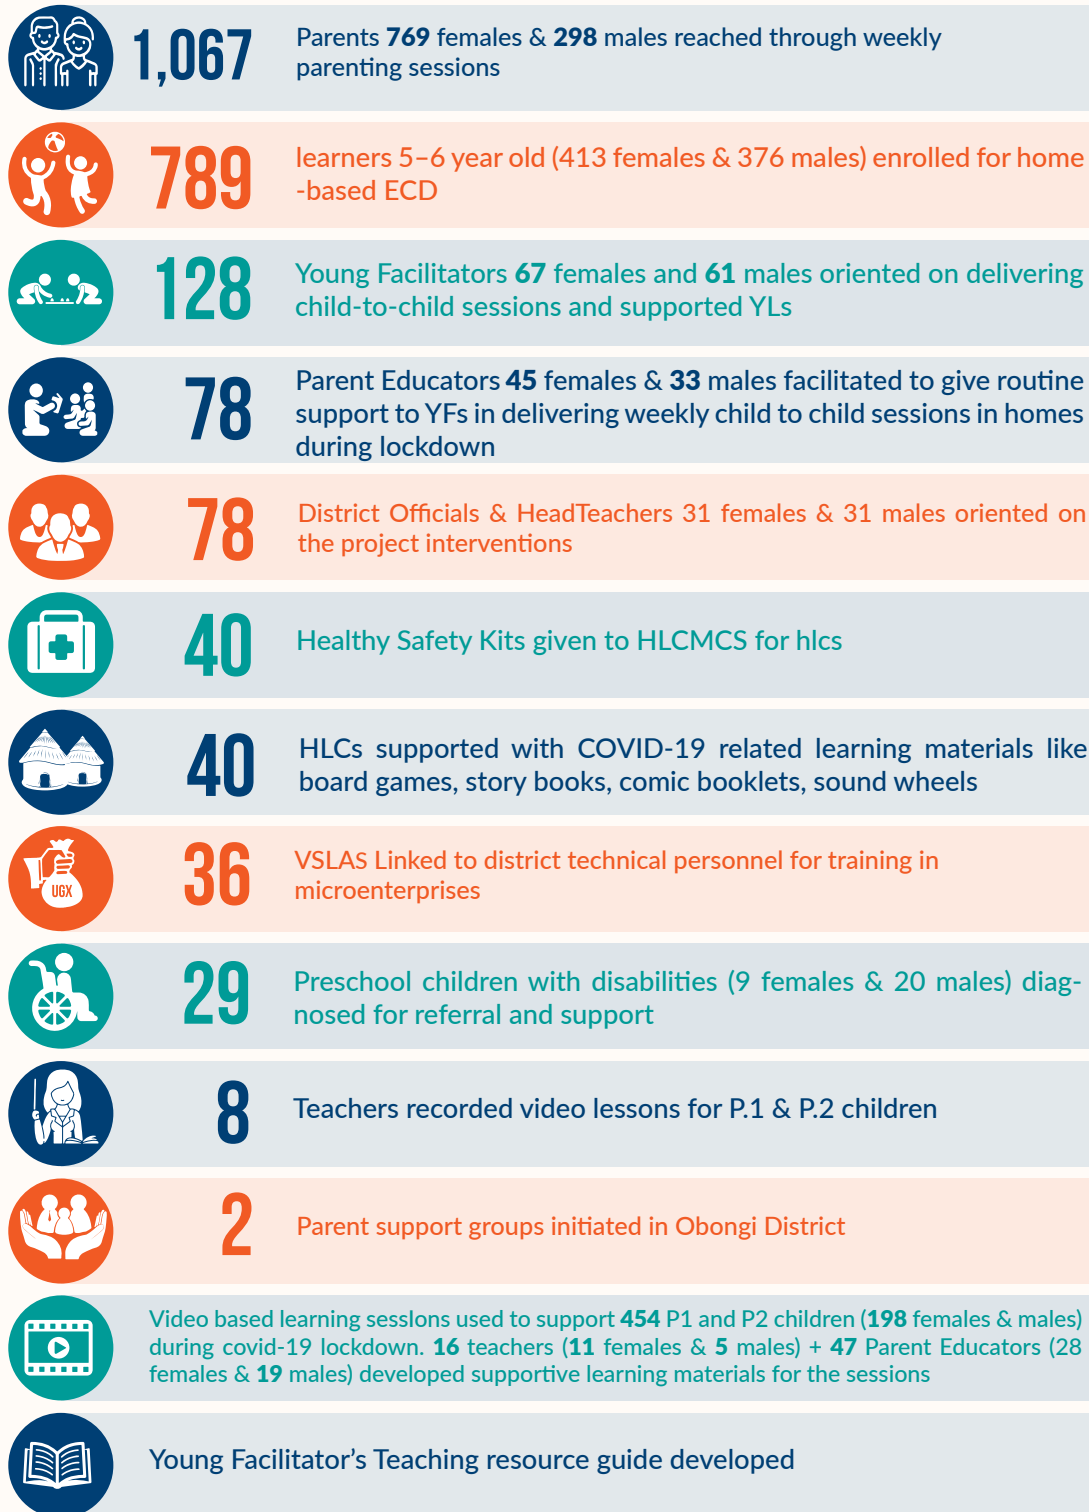 1,067
Parents 769 females & 298 males reached through weekly
parenting sessions
789
learners 5–6 year old (413 females & 376 males) enrolled for home
-based ECD
128
Young Facilitators 67 females and 61 males oriented on delivering
child-to-child sessions and supported YLs
78
Parent Educators 45 females & 33 males facilitated to give routine
support to YFs in delivering weekly child to child sessions in homes
during lockdown
78
District Officials & HeadTeachers 31 females & 31 males oriented on
the project interventions
40
Healthy Safety Kits given to HLCMCS for hlcs
40
HLCs supported with COVID-19 related learning materials like
board games, story books, comic booklets, sound wheels
UGX
36
VSLAS Linked to district technical personnel for training in
microenterprises
29
Preschool children with disabilities (9 females & 20 males) diag-
nosed for referral and support
8
Teachers recorded video lessons for P.1 & P.2 children
2
Parent support groups initiated in Obongi District
Video based learning sesslons used to support 454 P1 and P2 children (198 females & males)
during covid-19 lockdown. 16 teachers (11 females & 5 males) + 47 Parent Educators (28
females & 19 males) developed supportive learning materials for the sessions
Young Facilitator's Teaching resource guide developed